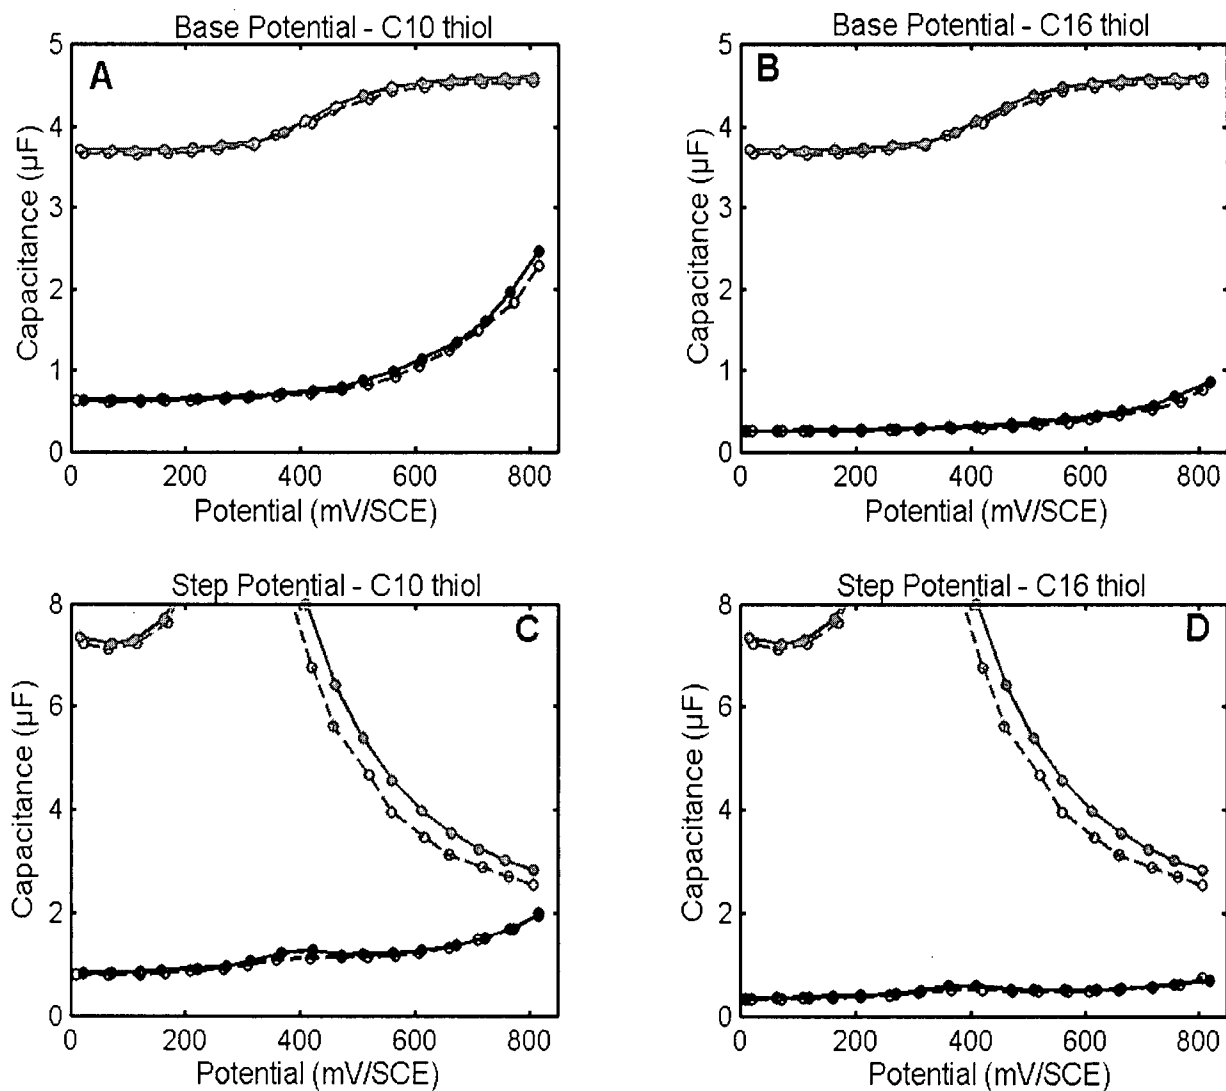 Base Potential - C10 thiol
A
5
4
3
2
1
0
Capacitance (µF)
0 200 400 600 800
Potential (mV/SCE)
Base Potential - C16 thiol
B
5
4
3
2
1
0
Capacitance (µF)
0 200 400 600 800
Potential (mV/SCE)
Step Potential - C10 thiol
C
8
6
4
2
0
Capacitance (µF)
0 200 400 600 800
Potential (mV/SCE)
Step Potential - C16 thiol
D
8
6
4
2
0
Capacitance (µF)
0 200 400 600 800
Potential (mV/SCE)